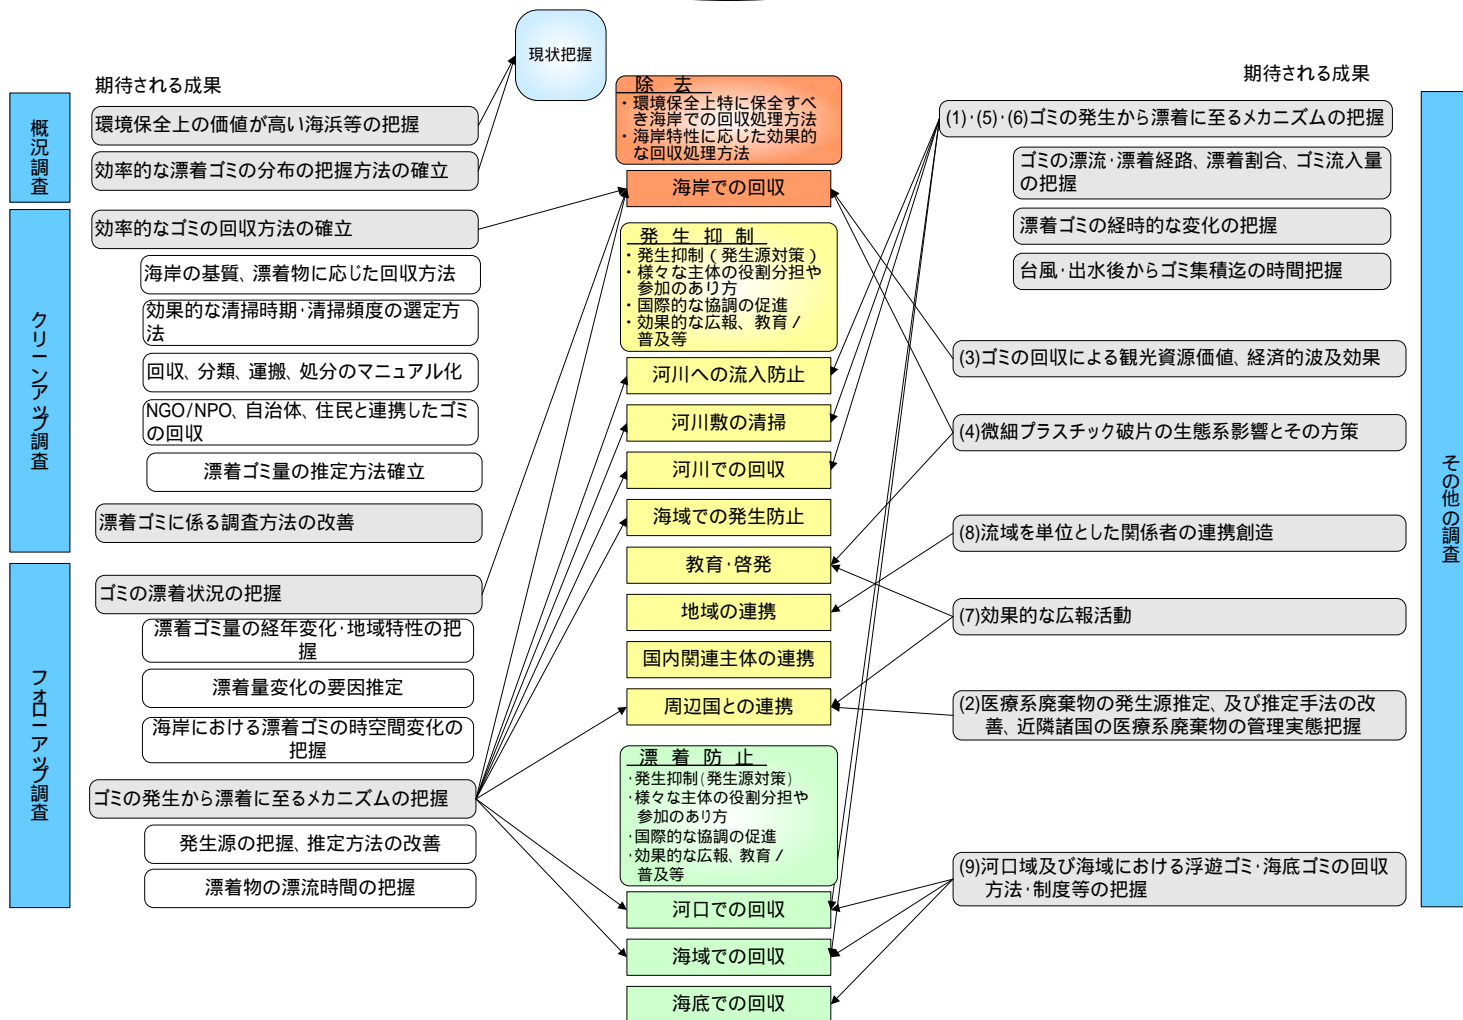 現状把握
期待される成果
概況調査
環境保全上の価値が高い海浜等の把握
効率的な漂着ゴミの分布の把握方法の確立
クリーンアップ調査
効率的なゴミの回収方法の確立
海岸の基質、漂着物に応じた回収方法
効果的な清掃時期・清掃頻度の選定方
法
回収、分類、運搬、処分のマニュアル化
NGO/NPO、自治体、住民と連携したゴミ
の回収
漂着ゴミ量の推定方法確立
漂着ゴミに係る調査方法の改善
フォローアップ調査
ゴミの漂着状況の把握
漂着ゴミ量の経年変化・地域特性の把
握
漂着量変化の要因推定
海岸における漂着ゴミの時空間変化の
把握
ゴミの発生から漂着に至るメカニズムの把握
発生源の把握、推定方法の改善
漂着物の漂流時間の把握
除 去
・環境保全上特に保全すべ
き海岸での回収処理方法
・海岸特性に応じた効果的
な回収処理方法
海岸での回収
発 生 抑 制
・発生抑制(発生源対策)
・様々な主体の役割分担や
参加のあり方
・国際的な協調の促進
・効果的な広報、教育/
普及等
河川への流入防止
河川敷の清掃
河川での回収
海域での発生防止
教育・啓発
地域の連携
国内関連主体の連携
周辺国との連携
漂 着 防 止
・発生抑制(発生源対策)
・様々な主体の役割分担や
参加のあり方
・国際的な協調の促進
・効果的な広報、教育/
普及等
河口での回収
海域での回収
海底での回収
期待される成果
その他の調査
(1)・(5)・(6)ゴミの発生から漂着に至るメカニズムの把握
ゴミの漂流・漂着経路、漂着割合、ゴミ流入量
の把握
漂着ゴミの経時的な変化の把握
台風・出水後からゴミ集積迄の時間把握
(3)ゴミの回収による観光資源価値、経済的波及効果
(4)微細プラスチック破片の生態系影響とその方策
(8)流域を単位とした関係者の連携創造
(7)効果的な広報活動
(2)医療系廃棄物の発生源推定、及び推定手法の改
善、近隣諸国の医療系廃棄物の管理実態把握
(9)河口域及び海域における浮遊ゴミ・海底ゴミの回収
方法・制度等の把握